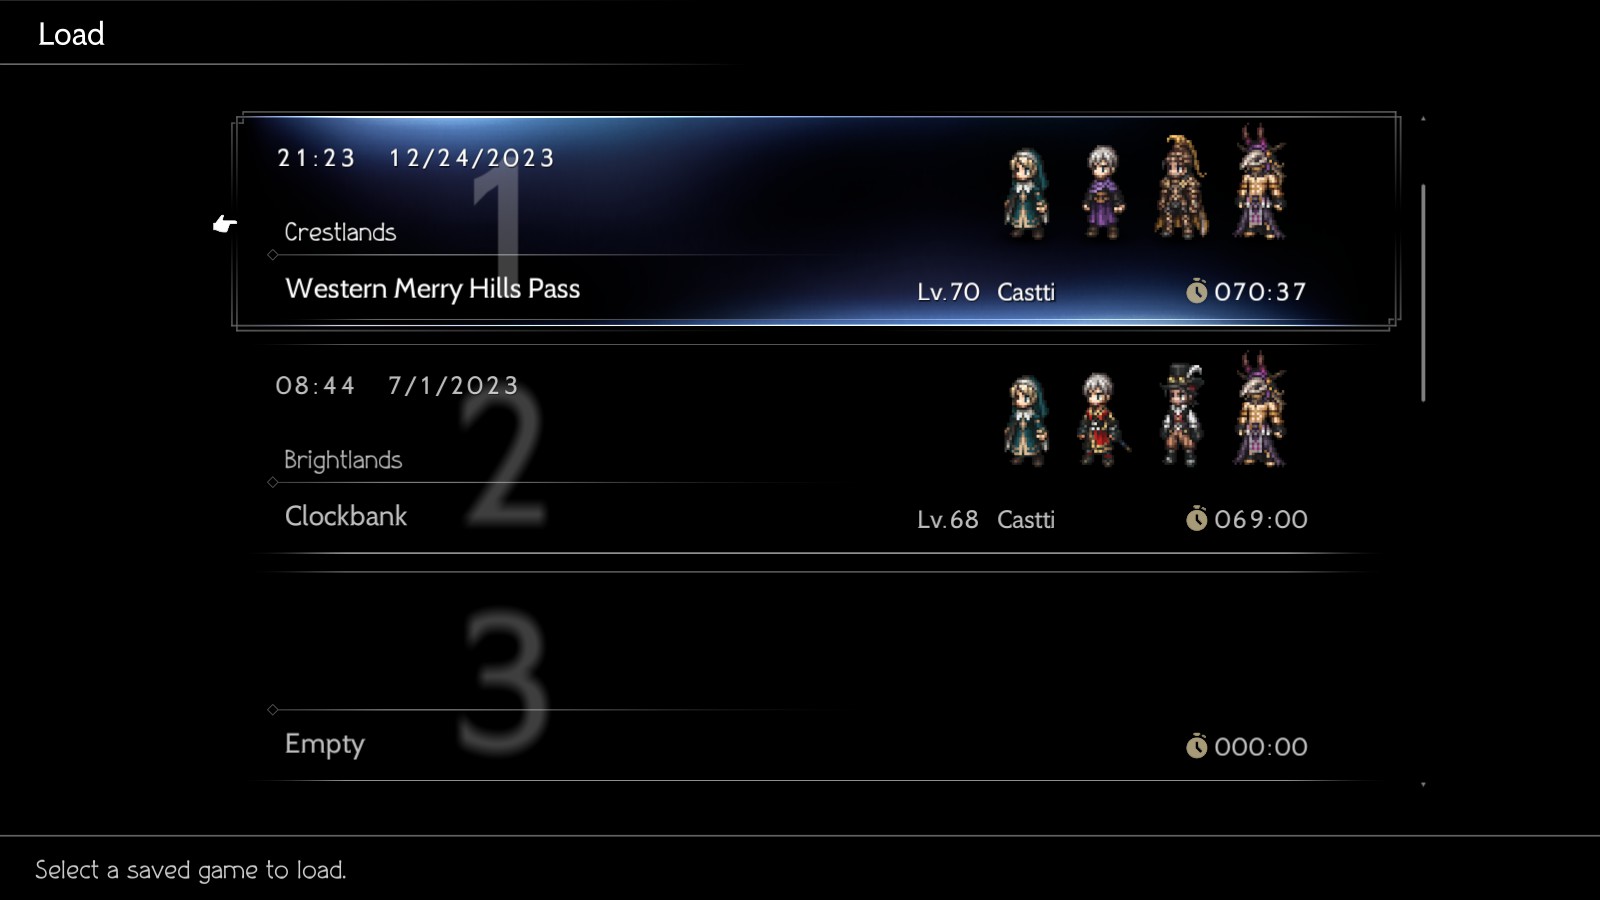 Load
21:23 12/24/2023
1
Crestlands
Western Merry Hills Pass
Lv.70 Castti 070:37
08:44 7/1/2023
2
Brightlands
Clockbank
Lv.68 Castti 069:00
3
Empty
000:00
Select a saved game to load.